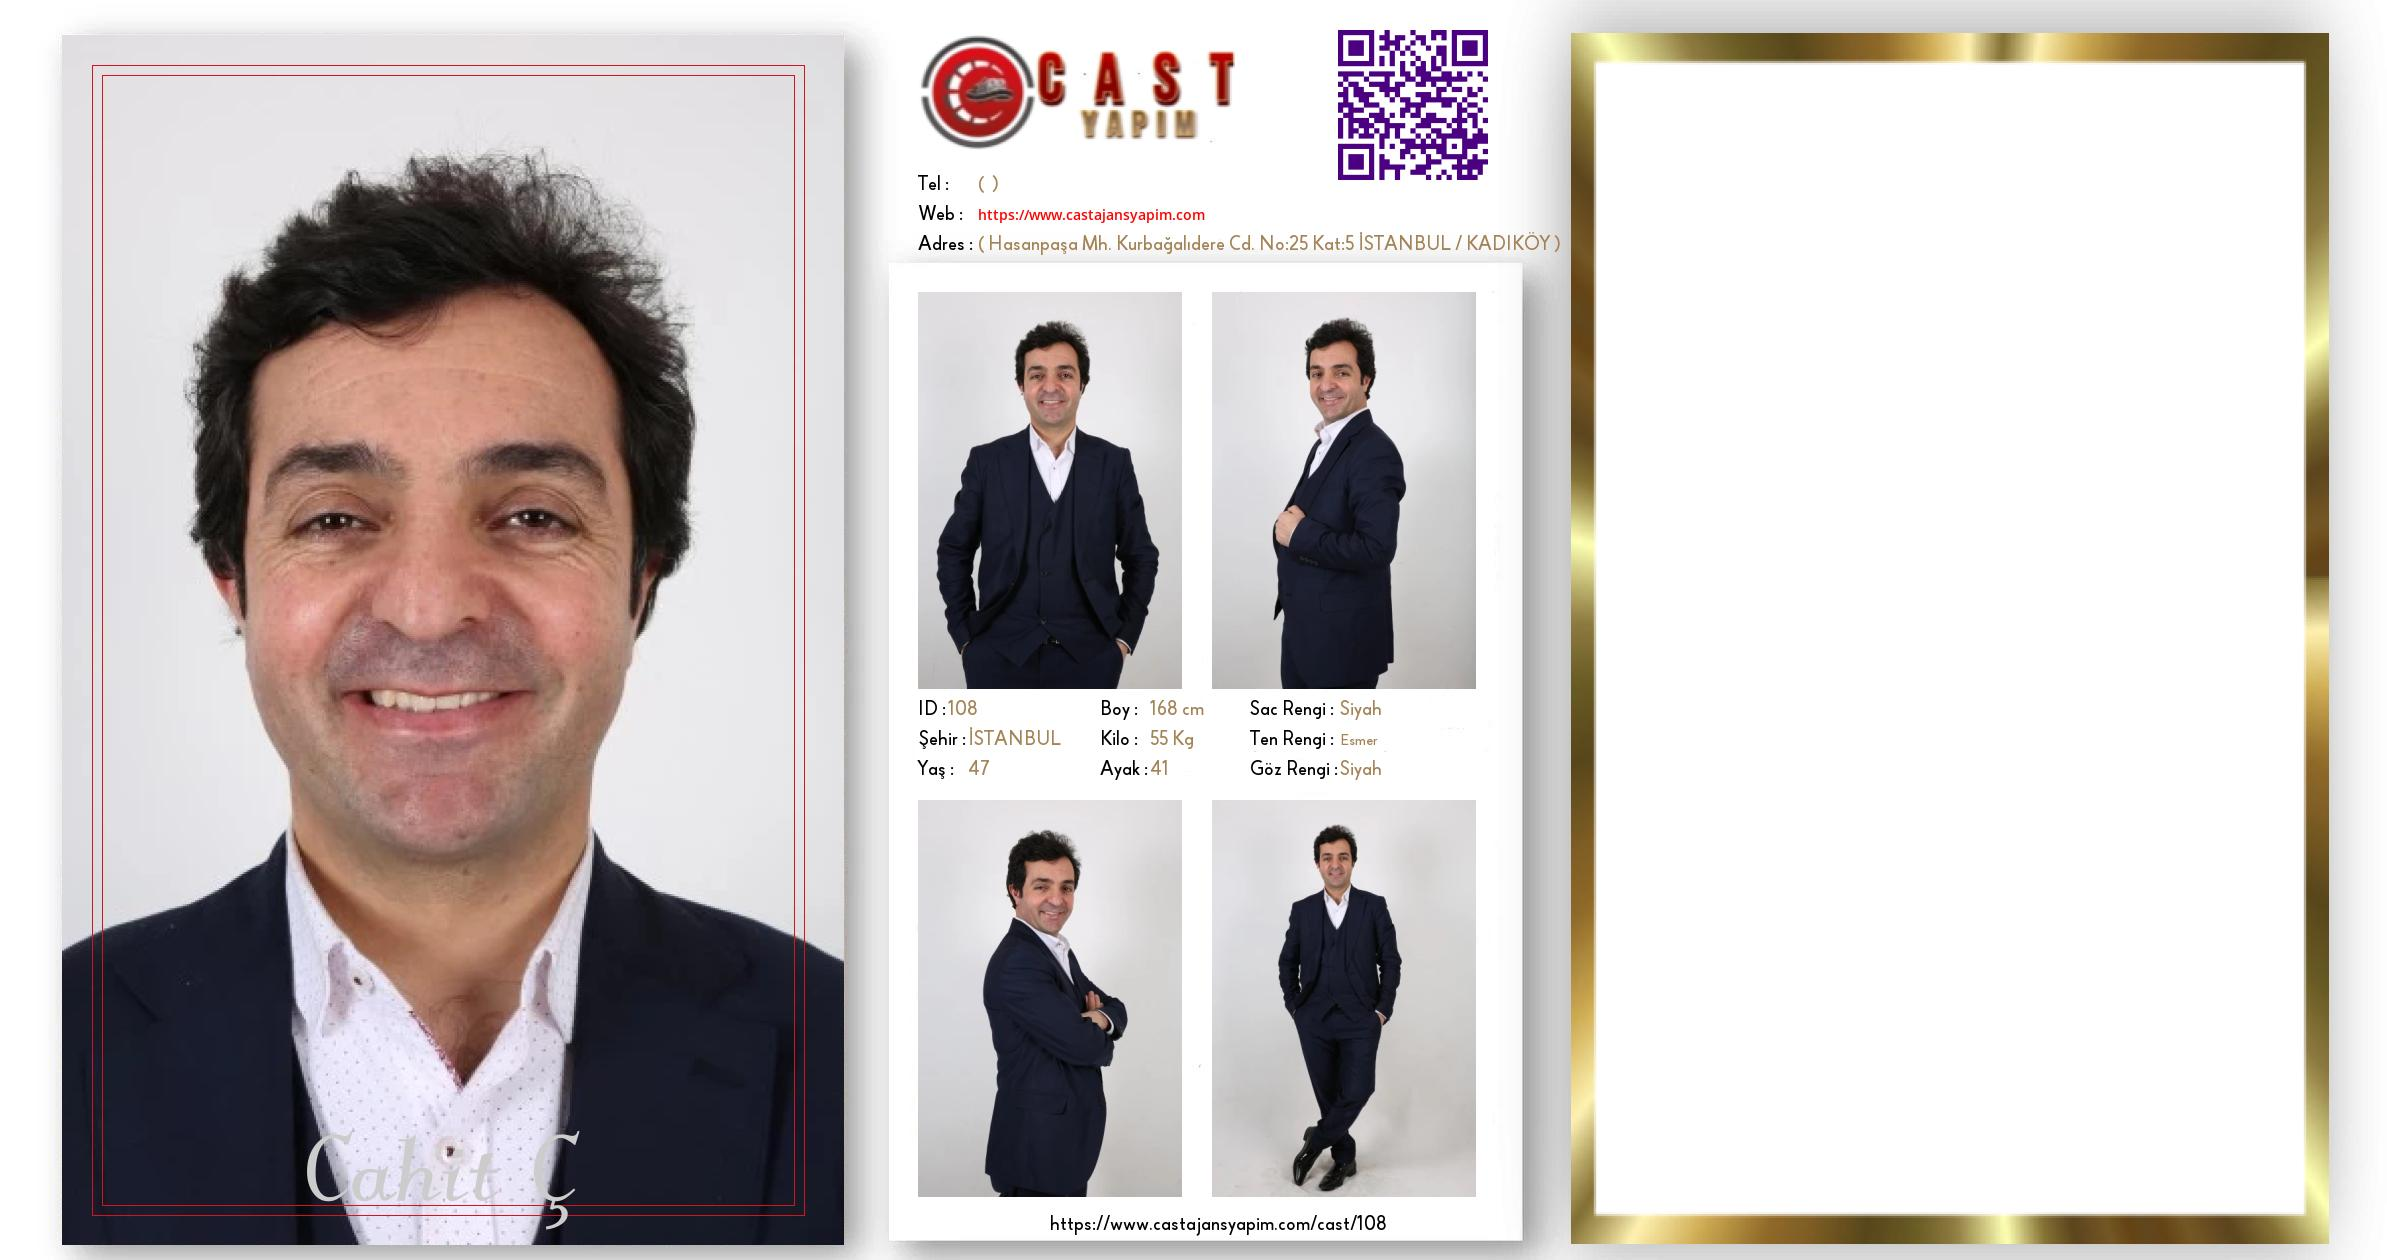 Cahit Ç
CAST
YAPIM
Tel : ( )
Web : https://www.castajansyapim.com
Adres : ( Hasanpaşa Mh. Kurbağalıdere Cd. No:25 Kat:5 İSTANBUL / KADIKÖY )
ID :108 Boy : 168 cm Sac Rengi : Siyah
Şehir :İSTANBUL Kilo : 55 Kg Ten Rengi : Esmer
Yaş : 47 Ayak :41 Göz Rengi :Siyah
https://www.castajansyapim.com/cast/108